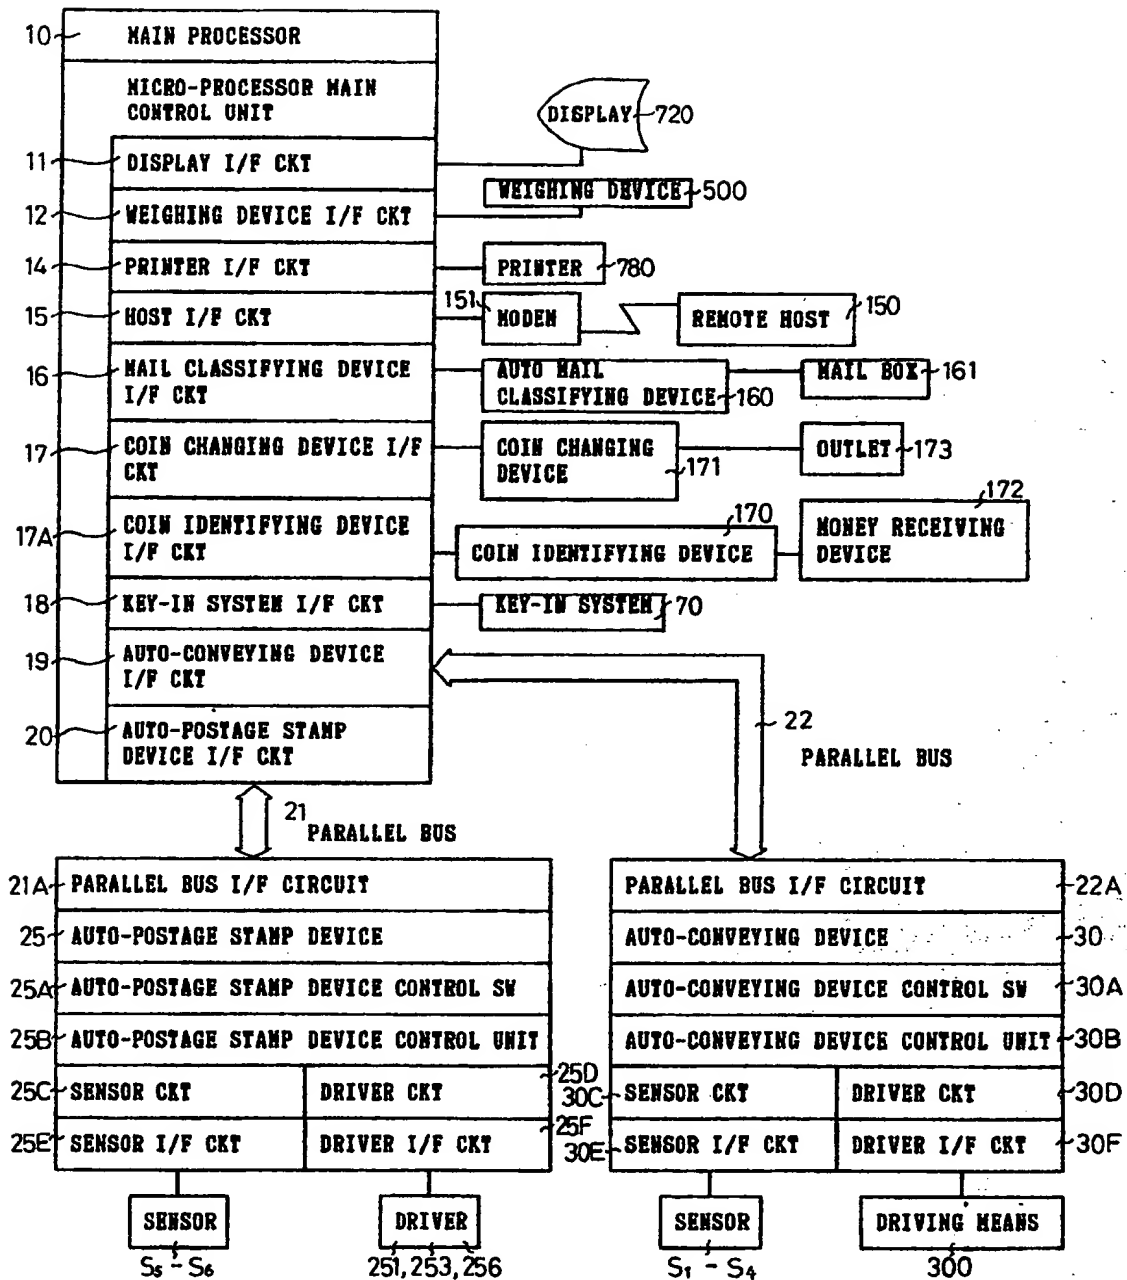 10 MAIN PROCESSOR
MICRO-PROCESSOR MAIN
CONTROL UNIT
DISPLAY 720
11 DISPLAY I/F CKT
WEIGHING DEVICE 500
12 WEIGHING DEVICE I/F CKT
14 PRINTER I/F CKT
PRINTER 780
15 HOST I/F CKT
151 MODEM
REMOTE HOST 150
16 MAIL CLASSIFYING DEVICE
I/F CKT
AUTO MAIL
CLASSIFYING DEVICE 160
MAIL BOX 161
17 COIN CHANGING DEVICE I/F
CKT
COIN CHANGING
DEVICE 171
OUTLET 173
17A COIN IDENTIFYING DEVICE
I/F CKT
170
COIN IDENTIFYING DEVICE
172
MONEY RECEIVING
DEVICE
18 KEY-IN SYSTEM I/F CKT
KEY-IN SYSTEM 70
19 AUTO-CONVEYING DEVICE
I/F CKT
20 AUTO-POSTAGE STAMP
DEVICE I/F CKT
22
PARALLEL BUS
21
PARALLEL BUS
21A PARALLEL BUS I/F CIRCUIT
25 AUTO-POSTAGE STAMP DEVICE
25A AUTO-POSTAGE STAMP DEVICE CONTROL SW
25B AUTO-POSTAGE STAMP DEVICE CONTROL UNIT
25C SENSOR CKT DRIVER CKT 25D
25E SENSOR I/F CKT DRIVER I/F CKT 25F
SENSOR DRIVER
S5 - S6 251, 253, 256
PARALLEL BUS I/F CIRCUIT 22A
AUTO-CONVEYING DEVICE 30
AUTO-CONVEYING DEVICE CONTROL SW 30A
AUTO-CONVEYING DEVICE CONTROL UNIT 30B
30C SENSOR CKT DRIVER CKT 30D
30E SENSOR I/F CKT DRIVER I/F CKT 30F
SENSOR DRIVING MEANS
S1 - S4 300